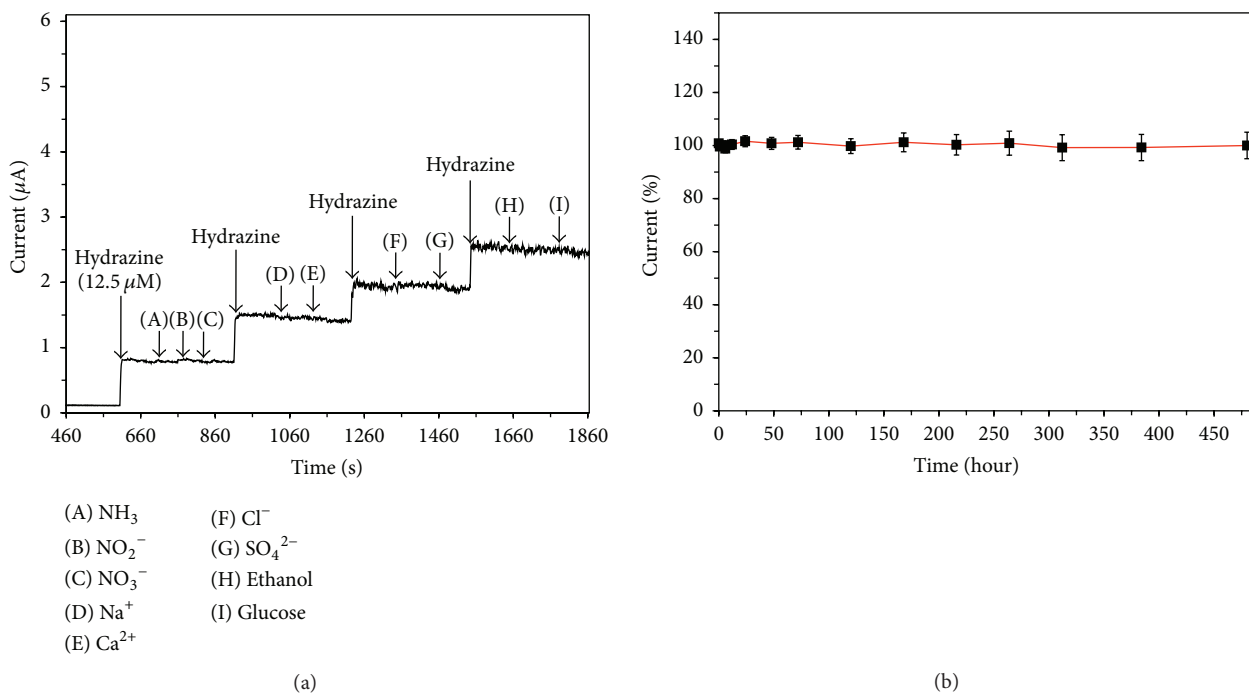 6
5
4
3
2
1
0
Current (μA)
Hydrazine
(12.5 μM)
Hydrazine
Hydrazine
Hydrazine
(A)
(B)
(C)
(D)
(E)
(F)
(G)
(H)
(I)
460 660 860 1060 1260 1460 1660 1860
Time (s)
(A) NH₃
(B) NO₂⁻
(C) NO₃⁻
(D) Na⁺
(E) Ca²⁺
(F) Cl⁻
(G) SO₄²⁻
(H) Ethanol
(I) Glucose
(a)
140
120
100
80
60
40
20
0
Current (%)
0 50 100 150 200 250 300 350 400 450
Time (hour)
(b)